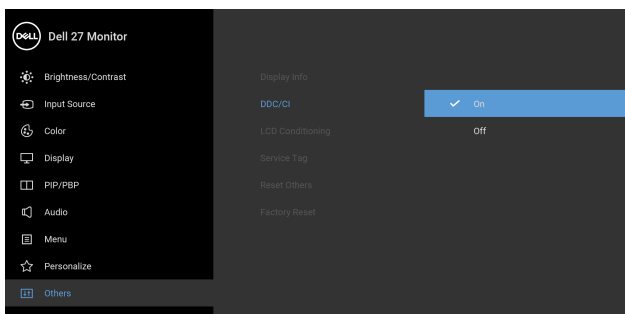 DELL
Dell 27 Monitor
Brightness/Contrast
Input Source
Color
Display
PIP/PBP
Audio
Menu
Personalize
Others
Display Info
DDC/CI
LCD Conditioning
Service Tag
Reset Others
Factory Reset
On
Off